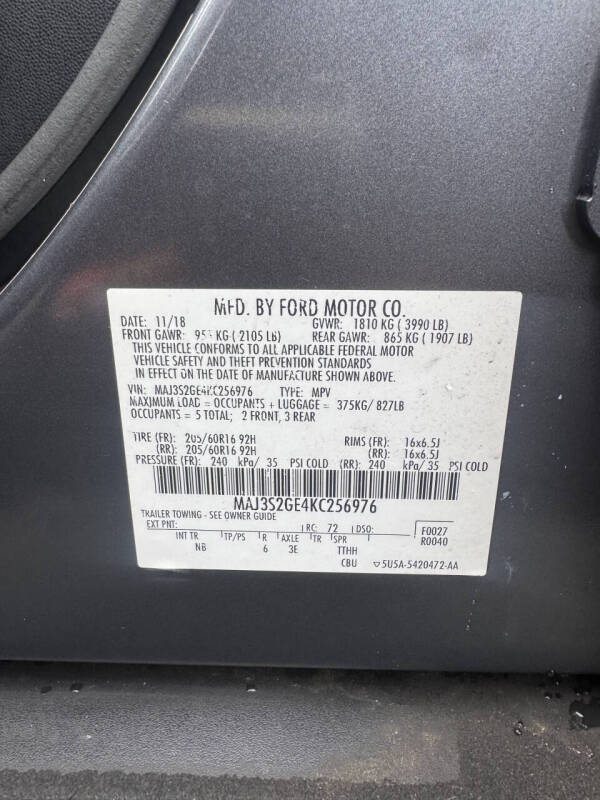 MFD. BY FORD MOTOR CO.
DATE: 11/18 GVWR: 1810 KG ( 3990 LB)
FRONT GAWR: KG ( 2105 LB) REAR GAWR: 865 KG ( 1907 LB)
THIS VEHICLE CONFORMS TO ALL APPLICABLE FEDERAL MOTOR
VEHICLE SAFETY AND THEFT PREVENTION STANDARDS
IN EFFECT ON THE DATE OF MANUFACTURE SHOWN ABOVE.
VIN: MAJ3S2GE4KC256976 TYPE: MPV
MAXIMUM LOAD = OCCUPANTS + LUGGAGE = 375KG/ 827LB
OCCUPANTS = 5 TOTAL; 2 FRONT, 3 REAR
TIRE (FR): 205/60R16 92H RIMS (FR): 16x6.5J
(RR): 205/60R16 92H (RR): 16x6.5J
PRESSURE (FR): 240 kPa/ 35 PSI COLD (RR): 240 kPa/ 35 PSI COLD
MAJ3S2GE4KC256976
TRAILER TOWING - SEE OWNER GUIDE
EXT PNT: RC: 72 DSO: F0027
R0040
INT TR TP/PS R AXLE TR SPR
NB 6 3E TTHH
CBU ▽5U5A-5420472-AA